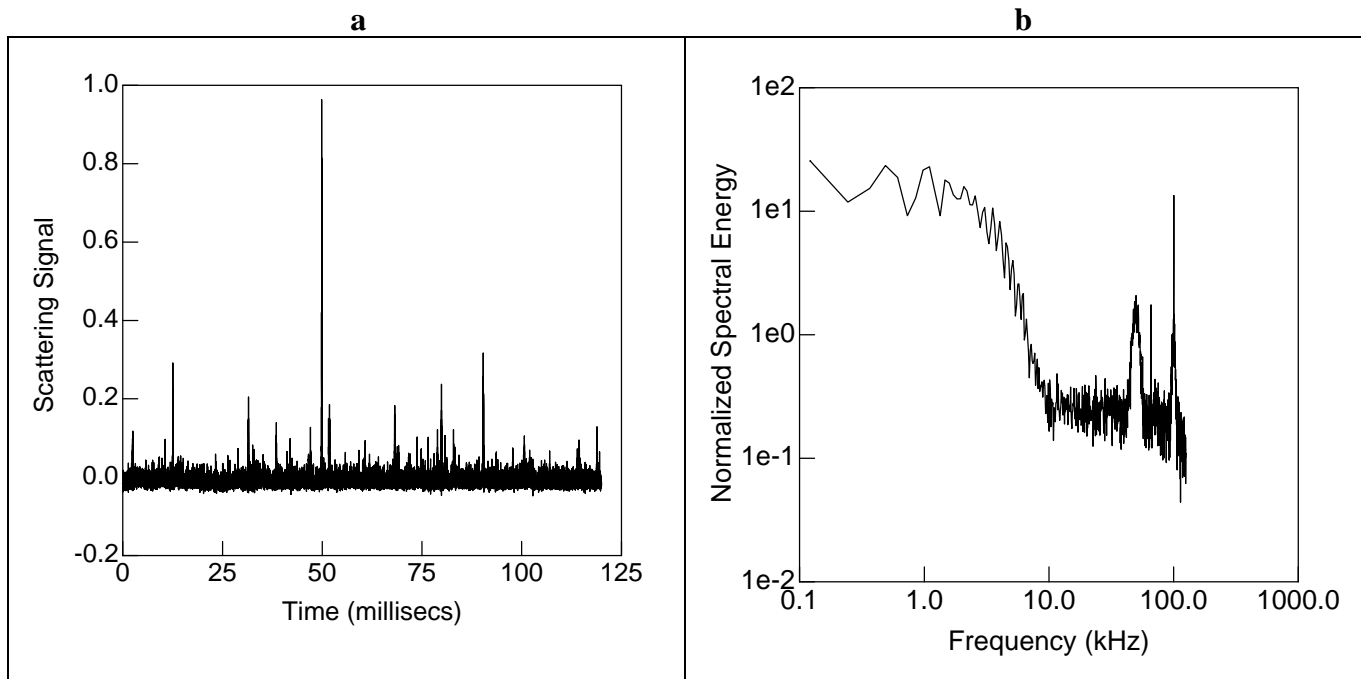 a
1.0
0.8
0.6
0.4
0.2
0.0
-0.2
Scattering Signal
0 25 50 75 100 125
Time (millisecs)
b
1e2
1e1
1e0
1e-1
1e-2
Normalized Spectral Energy
0.1 1.0 10.0 100.0 1000.0
Frequency (kHz)